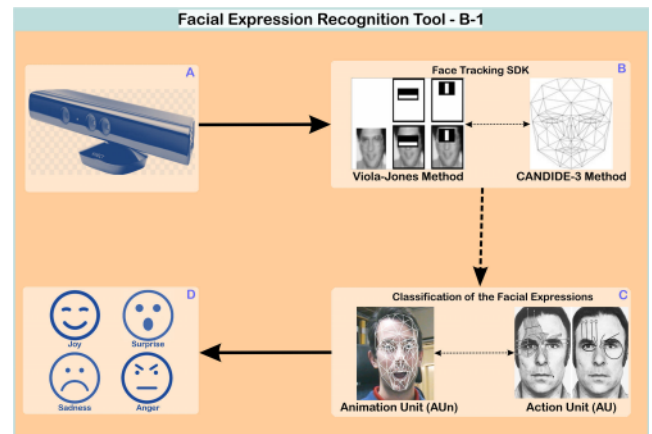 Facial Expression Recognition Tool - B-1
A
Face Tracking SDK
B
Viola-Jones Method
CANDIDE-3 Method
D
Joy
Surprise
Sadness
Anger
Classification of the Facial Expressions
C
Animation Unit (AUn)
Action Unit (AU)